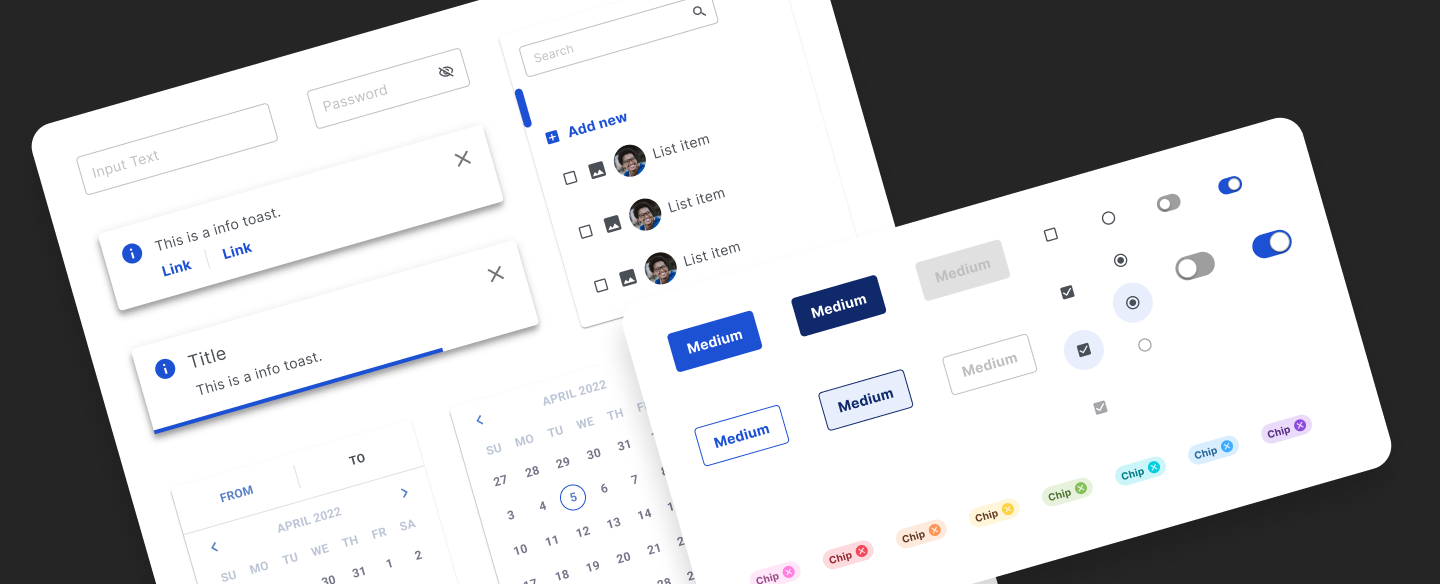 Input Text
Password
This is a info toast.
Link
Link
Title
This is a info toast.
FROM
TO
APRIL 2022
SU MO TU WE TH FR SA
30 31 1 2
Search
Add new
List item
List item
List item
APRIL 2022
SU MO TU WE TH
27 28 29 30 31
3 4 5 6 7
10 11 12 13 14
18 19 20 21
28
Medium
Medium
Medium
Medium
Medium
Medium
Chip
Chip
Chip
Chip
Chip
Chip
Chip
Chip